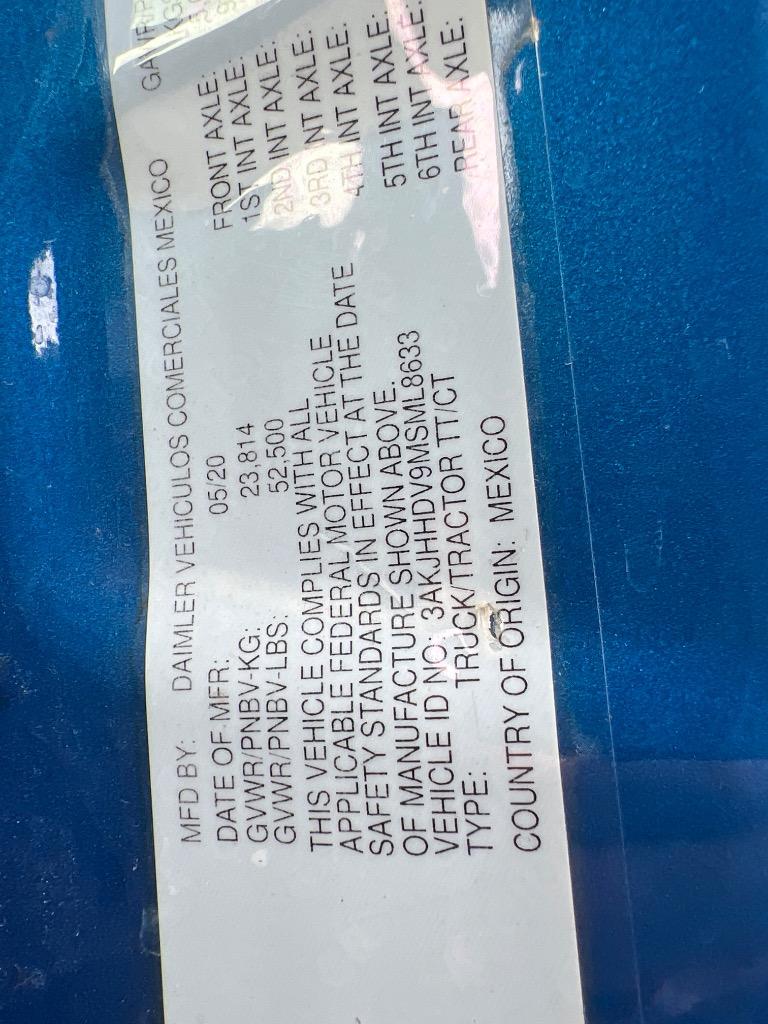 MFD BY: DAIMLER VEHICULOS COMERCIALES MEXICO
DATE OF MFR: 05/20
GVWR/PNBV-KG: 23,814
GVWR/PNBV-LBS: 52,500
THIS VEHICLE COMPLIES WITH ALL
APPLICABLE FEDERAL MOTOR VEHICLE
SAFETY STANDARDS IN EFFECT AT THE DATE
OF MANUFACTURE SHOWN ABOVE.
VEHICLE ID NO: 3AKJHHDV9MSML8633
TYPE: TRUCK/TRACTOR TT/CT
COUNTRY OF ORIGIN: MEXICO
FRONT AXLE:
1ST INT AXLE:
2ND INT AXLE:
3RD INT AXLE:
4TH INT AXLE:
5TH INT AXLE:
6TH INT AXLE:
REAR AXLE: